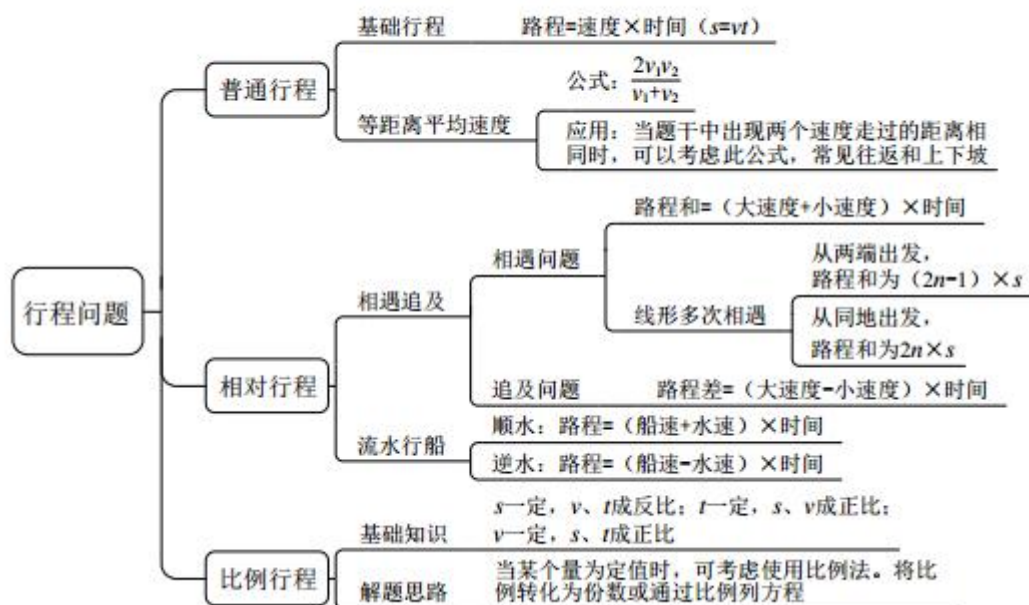 行程问题
普通行程
基础行程
路程=速度×时间（s=vt）
等距离平均速度
公式：2v₁v₂/(v₁+v₂)
应用：当题干中出现两个速度走过的距离相
同时，可以考虑此公式，常见往返和上下坡
相对行程
相遇追及
相遇问题
路程和=（大速度+小速度）×时间
线形多次相遇
从两端出发，
路程和为（2n-1）×s
从同地出发，
路程和为2n×s
追及问题
路程差=（大速度-小速度）×时间
流水行船
顺水：路程=（船速+水速）×时间
逆水：路程=（船速-水速）×时间
比例行程
基础知识
s一定，v、t成反比；t一定，s、v成正比；
v一定，s、t成正比
解题思路
当某个量为定值时，可考虑使用比例法。将比
例转化为份数或通过比例列方程